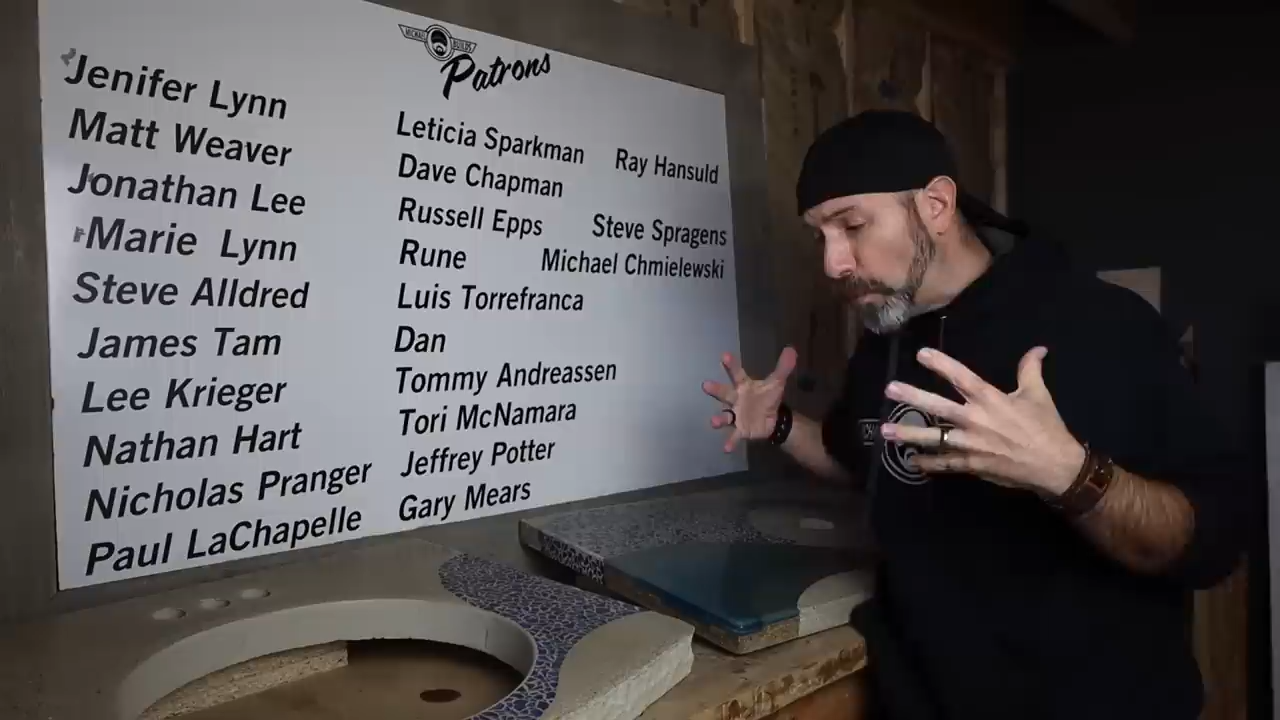 MICHAEL BUILDS
Patrons
Jenifer Lynn
Matt Weaver
Jonathan Lee
Marie Lynn
Steve Alldred
James Tam
Lee Krieger
Nathan Hart
Nicholas Pranger
Paul LaChapelle
Leticia Sparkman
Dave Chapman
Russell Epps
Rune
Luis Torrefranca
Dan
Tommy Andreassen
Tori McNamara
Jeffrey Potter
Gary Mears
Ray Hansuld
Steve Spragens
Michael Chmielewski